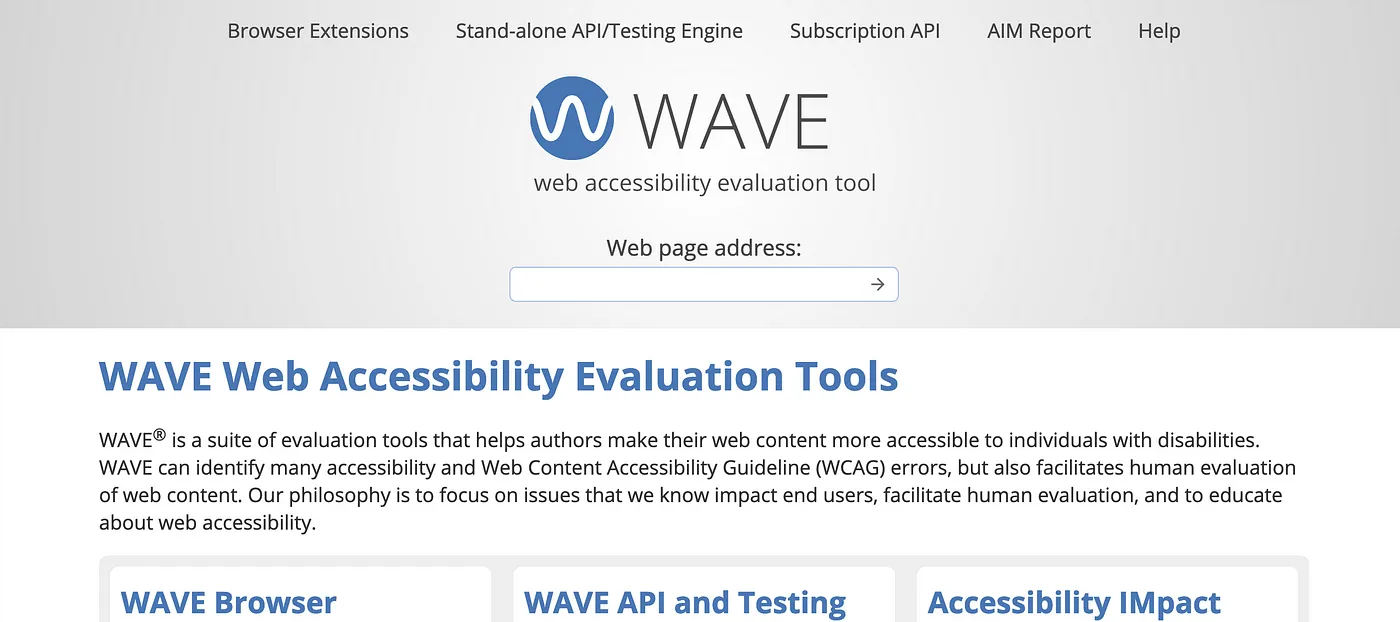 Browser Extensions Stand-alone API/Testing Engine Subscription API AIM Report Help
WAVE
web accessibility evaluation tool
Web page address:
WAVE Web Accessibility Evaluation Tools
WAVE® is a suite of evaluation tools that helps authors make their web content more accessible to individuals with disabilities.
WAVE can identify many accessibility and Web Content Accessibility Guideline (WCAG) errors, but also facilitates human evaluation
of web content. Our philosophy is to focus on issues that we know impact end users, facilitate human evaluation, and to educate
about web accessibility.
WAVE Browser
WAVE API and Testing
Accessibility IMpact